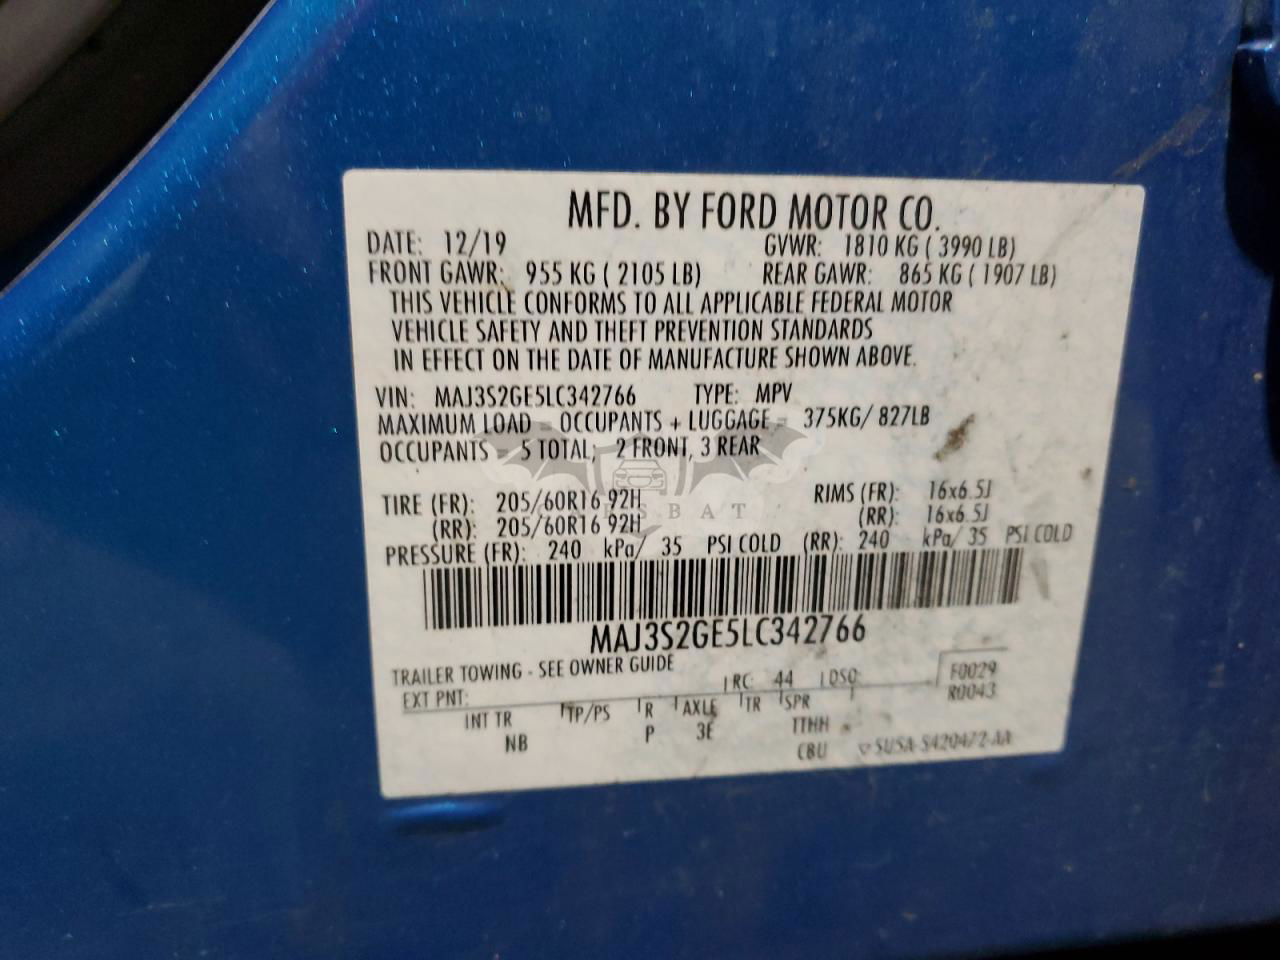 MFD. BY FORD MOTOR CO.
DATE: 12/19 GVWR: 1810 KG ( 3990 LB)
FRONT GAWR: 955 KG ( 2105 LB) REAR GAWR: 865 KG ( 1907 LB)
THIS VEHICLE CONFORMS TO ALL APPLICABLE FEDERAL MOTOR
VEHICLE SAFETY AND THEFT PREVENTION STANDARDS
IN EFFECT ON THE DATE OF MANUFACTURE SHOWN ABOVE.
VIN: MAJ3S2GE5LC342766 TYPE: MPV
MAXIMUM LOAD = OCCUPANTS + LUGGAGE = 375KG/ 827LB
OCCUPANTS = 5 TOTAL; 2 FRONT, 3 REAR
TIRE (FR): 205/60R16 92H RIMS (FR): 16x6.5J
(RR): 205/60R16 92H (RR): 16x6.5J
CARSBAT
PRESSURE (FR): 240 kPa/ 35 PSI COLD (RR): 240 kPa/ 35 PSI COLD
MAJ3S2GE5LC342766
TRAILER TOWING - SEE OWNER GUIDE
EXT PNT: RC: 44 DSO: F0029
R0043
INT TR TP/PS R AXLE TR SPR
NB P 3E TTHH
CBU 5U5A-5420472-AA